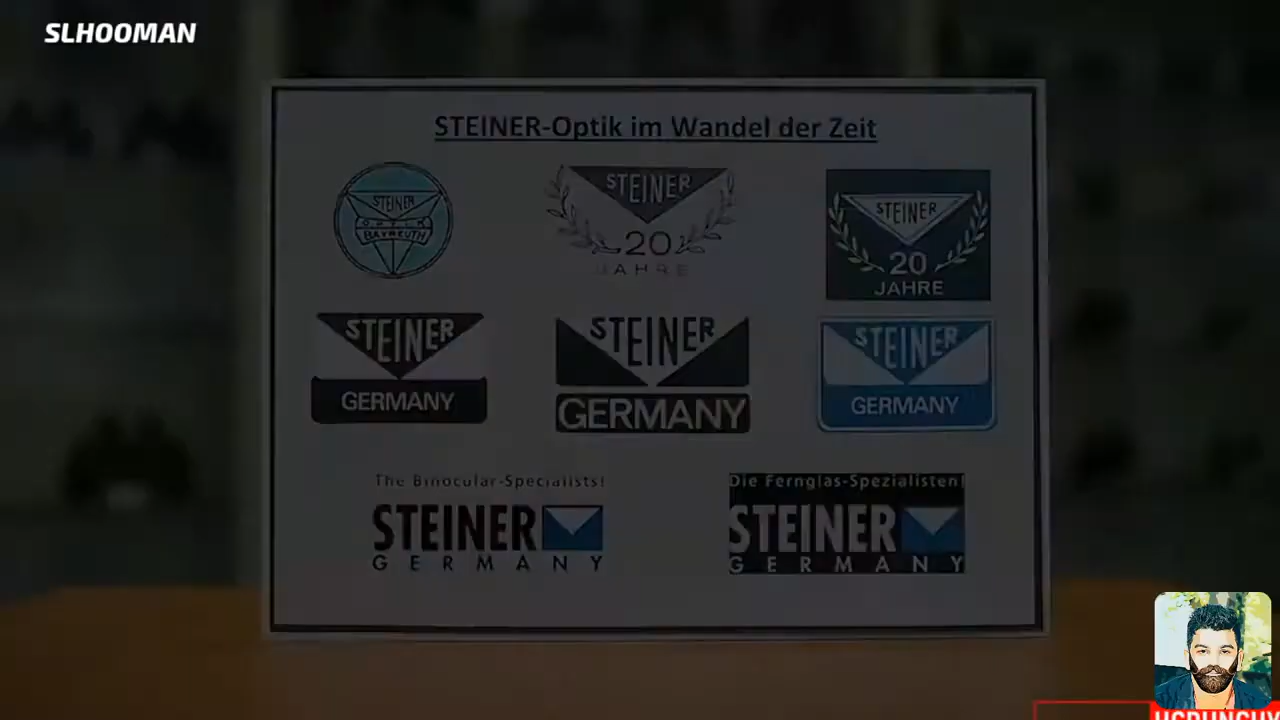 SLHOOMAN
STEINER-Optik im Wandel der Zeit
STEINER
OPTIK
BAYREUTH
STEINER
20
JAHRE
STEINER
20
JAHRE
STEINER
GERMANY
STEINER
GERMANY
STEINER
GERMANY
The Binocular-Specialists!
STEINER
GERMANY
Die Fernglas-Spezialisten!
STEINER
GERMANY